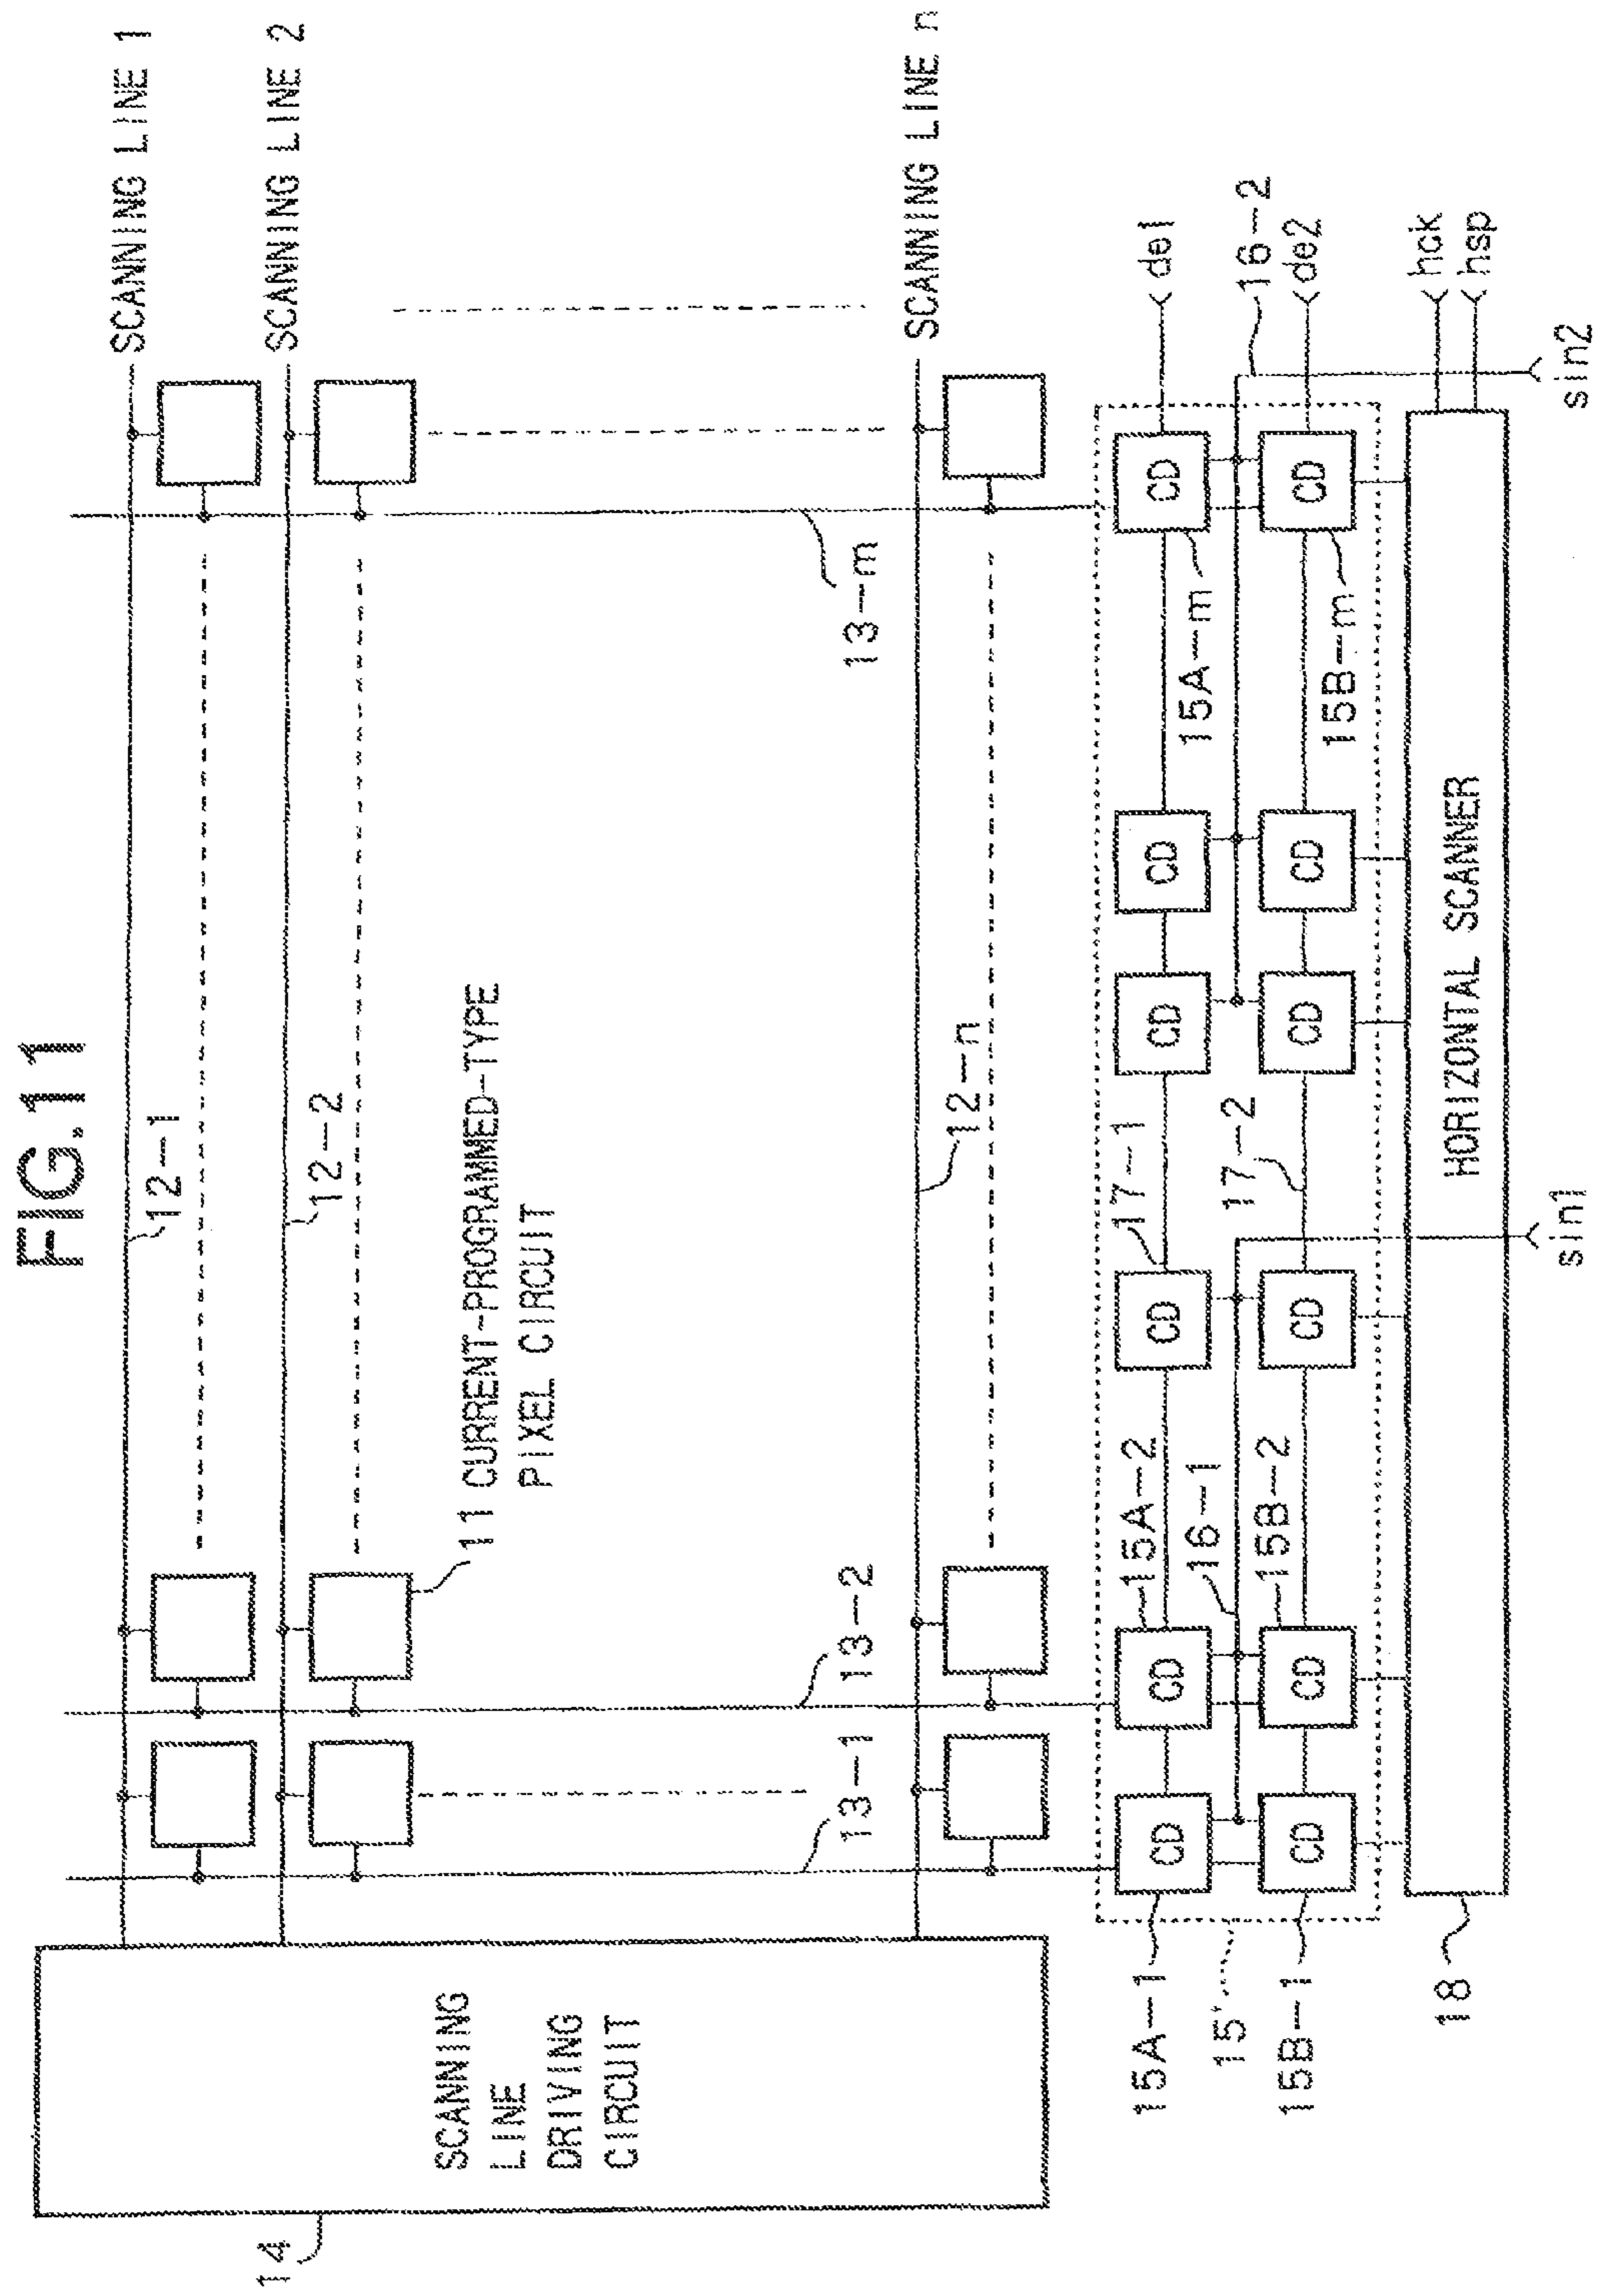 FIG.11
SCANNING LINE 1
12-1
SCANNING LINE 2
12-2
11 CURRENT-PROGRAMMED-TYPE
PIXEL CIRCUIT
14
SCANNING
LINE
DRIVING
CIRCUIT
13-1
13-2
13-m
SCANNING LINE n
12-n
15A-1
CD
CD
15A-2
CD
17-1
CD
CD
15A-m
CD
de1
15'
16-1
16-2
15B-1
CD
CD
15B-2
CD
17-2
CD
CD
15B-m
CD
de2
18
HORIZONTAL SCANNER
hck
hsp
sin1
sin2